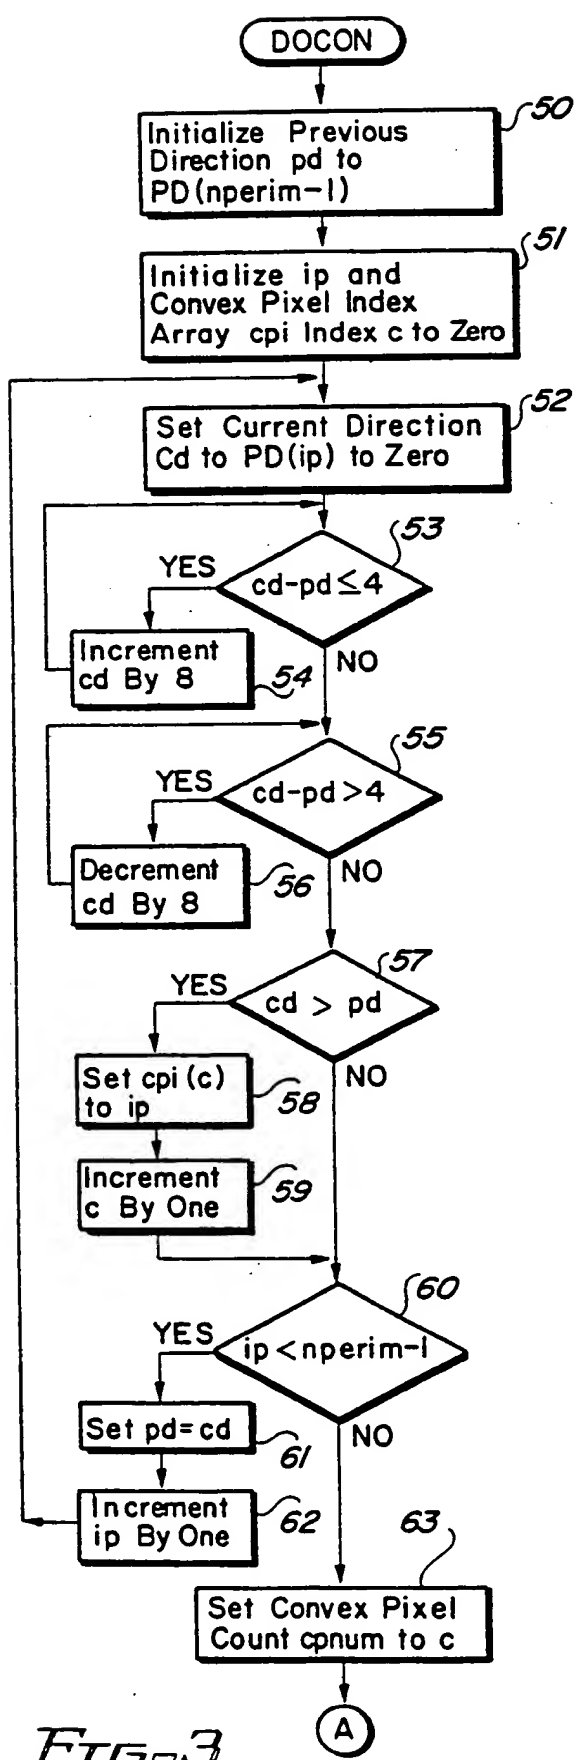 DOCON
50
Initialize Previous
Direction pd to
PD(nperim-1)
51
Initialize ip and
Convex Pixel Index
Array cpi Index c to Zero
52
Set Current Direction
Cd to PD(ip) to Zero
53
YES
cd-pd≤4
Increment
cd By 8
54
NO
55
YES
cd-pd>4
Decrement
cd By 8
56
NO
57
YES
cd > pd
Set cpi (c)
to ip
58
NO
Increment
c By One
59
60
YES
ip<nperim-1
Set pd=cd
61
NO
Increment
ip By One
62
63
Set Convex Pixel
Count cpnum to c
A
FIG. 3